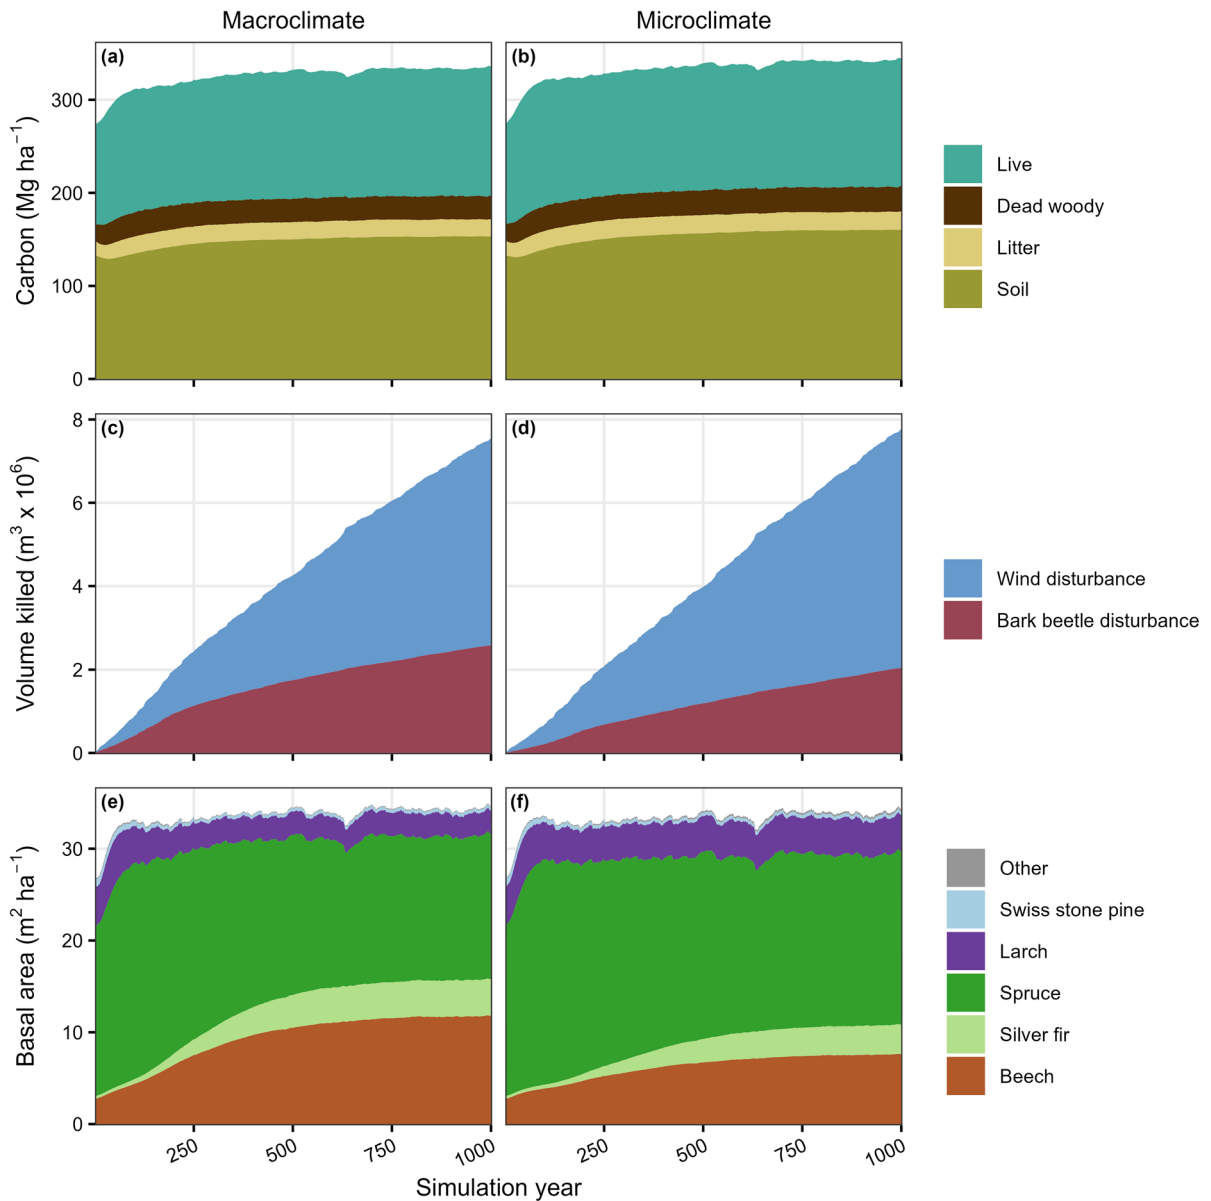 Macroclimate
Microclimate
(a)
(b)
Carbon (Mg ha⁻¹)
300
200
100
0
Live
Dead woody
Litter
Soil
(c)
(d)
Volume killed (m³ x 10⁶)
8
6
4
2
0
Wind disturbance
Bark beetle disturbance
(e)
(f)
Basal area (m² ha⁻¹)
30
20
10
0
Other
Swiss stone pine
Larch
Spruce
Silver fir
Beech
250
500
750
1000
250
500
750
1000
Simulation year